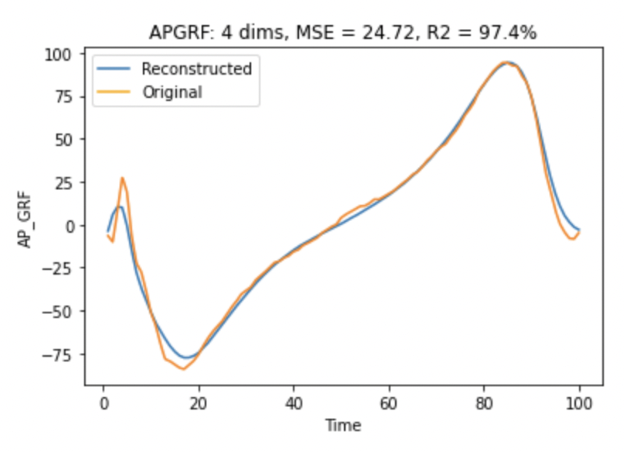 APGRF: 4 dims, MSE = 24.72, R2 = 97.4%
Reconstructed
Original
100
75
50
25
0
−25
−50
−75
AP_GRF
0 20 40 60 80 100
Time